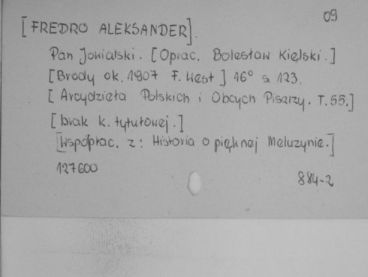 09
[FREDRO ALEKSANDER].
Pan Jowialski. [Oprac. Bolesław Kielski.]
[Brody ok. 1907 F. West] 16° s 123.
[Arcydzieła Polskich i Obcych Pisarzy. T. 55.]
[brak k. tytułowej.]
[Współoprac. z: Historia o pięknej Meluzynie.]
127600
884-2